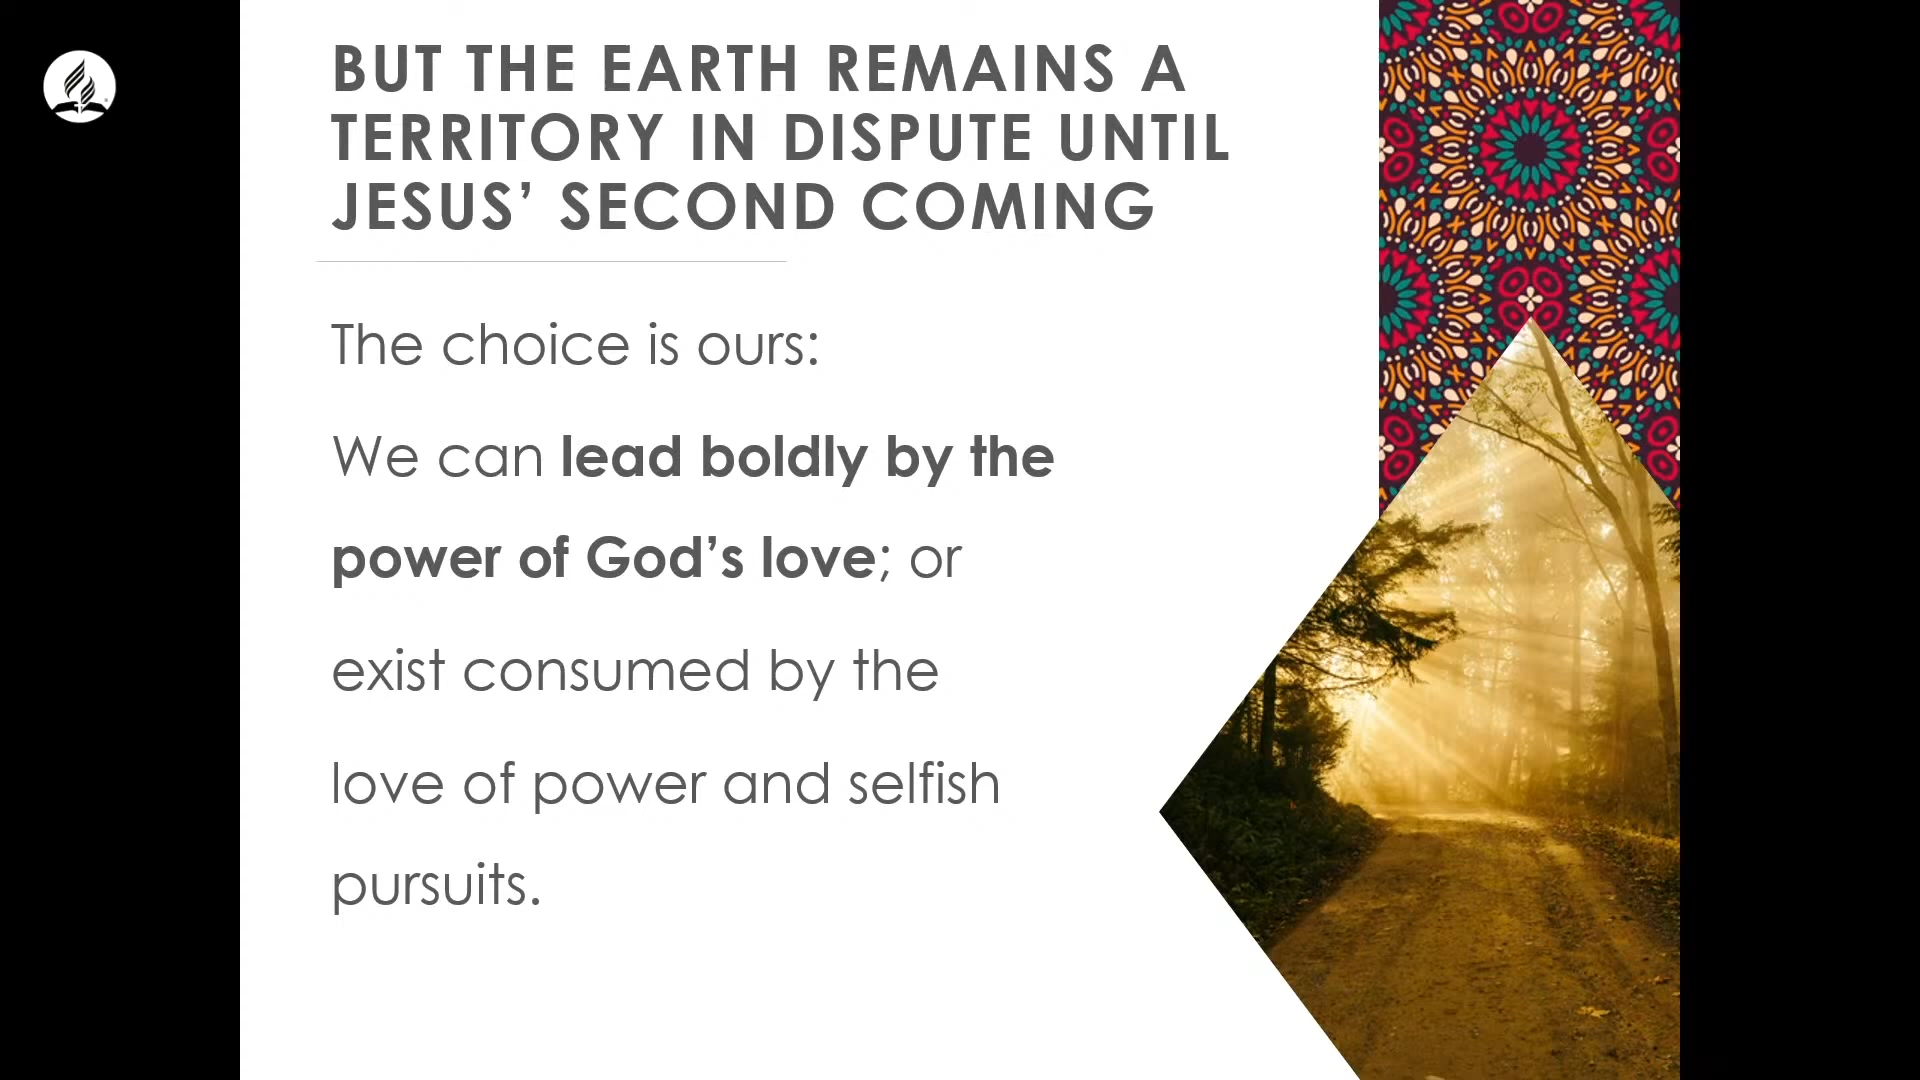 BUT THE EARTH REMAINS A
TERRITORY IN DISPUTE UNTIL
JESUS’ SECOND COMING
The choice is ours:
We can lead boldly by the
power of God’s love; or
exist consumed by the
love of power and selfish
pursuits.